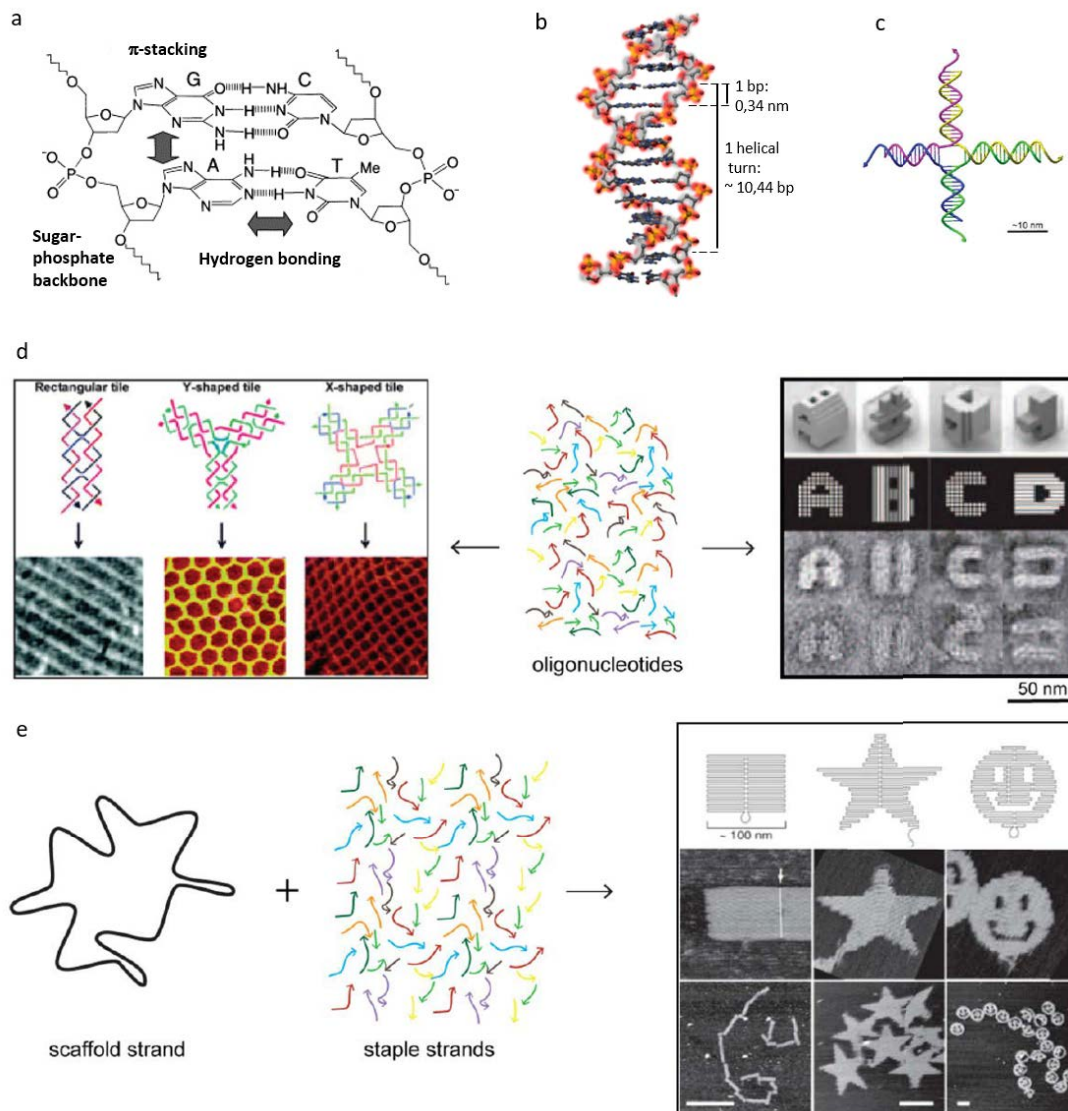 a
π-stacking
G
C
O
H
N
H
N
N
H
N
N
N
N
H
O
O
O
P
O
O⁻
O
A
H
T
Me
N
N
H
O
N
N
H
N
N
N
O
O
P
O
O⁻
O
O
Sugar-
phosphate
backbone
Hydrogen bonding
b
1 bp:
0,34 nm
1 helical
turn:
~ 10,44 bp
c
~10 nm
d
Rectangular tile
Y-shaped tile
X-shaped tile
oligonucleotides
A B C D
50 nm
e
~ 100 nm
scaffold strand
+
staple strands